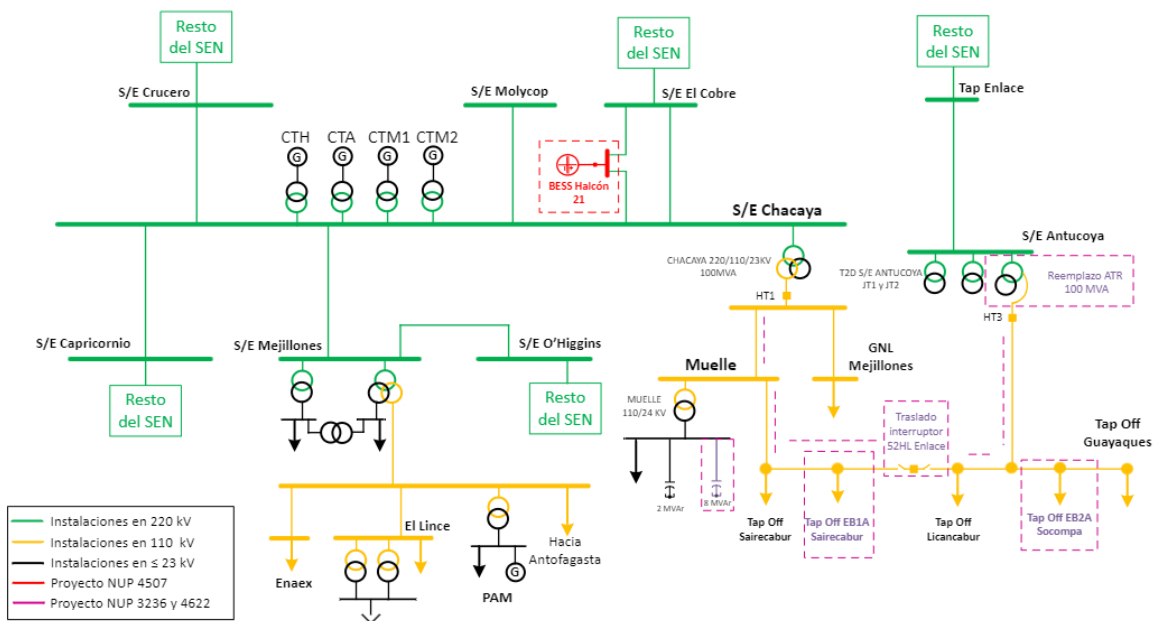 Resto
del SEN
Resto
del SEN
Resto
del SEN
S/E Crucero
S/E Molycop
S/E El Cobre
Tap Enlace
CTH
CTA
CTM1
CTM2
G
G
G
G
BESS Halcón
21
S/E Chacaya
S/E Antucoya
CHACAYA 220/110/23KV
100MVA
T2D S/E ANTUCOYA
JT1 y JT2
Reemplazo ATR
100 MVA
HT1
HT3
S/E Capricornio
S/E Mejillones
S/E O'Higgins
Resto
del SEN
Resto
del SEN
Muelle
GNL
Mejillones
MUELLE
110/24 KV
Traslado
interruptor
52HL Enlace
Tap Off
Guayaques
2 MVAr
8 MVAr
Tap Off
Sairecabur
Tap Off EB1A
Sairecabur
Tap Off
Licancabur
Tap Off EB2A
Socompa
El Lince
Hacia
Antofagasta
Enaex
G
PAM
Instalaciones en 220 kV
Instalaciones en 110 kV
Instalaciones en ≤ 23 kV
Proyecto NUP 4507
Proyecto NUP 3236 y 4622